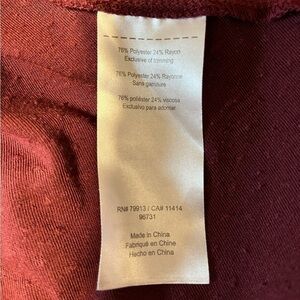 76% Polyester 24% Rayon
Exclusive of trimming
76% Polyester 24% Rayonne
Sans garniture
76% poliéster 24% viscosa
Exclusivo para adornar
RN# 79913 / CA# 11414
96731
Made in China
Fabriqué en Chine
Hecho en China